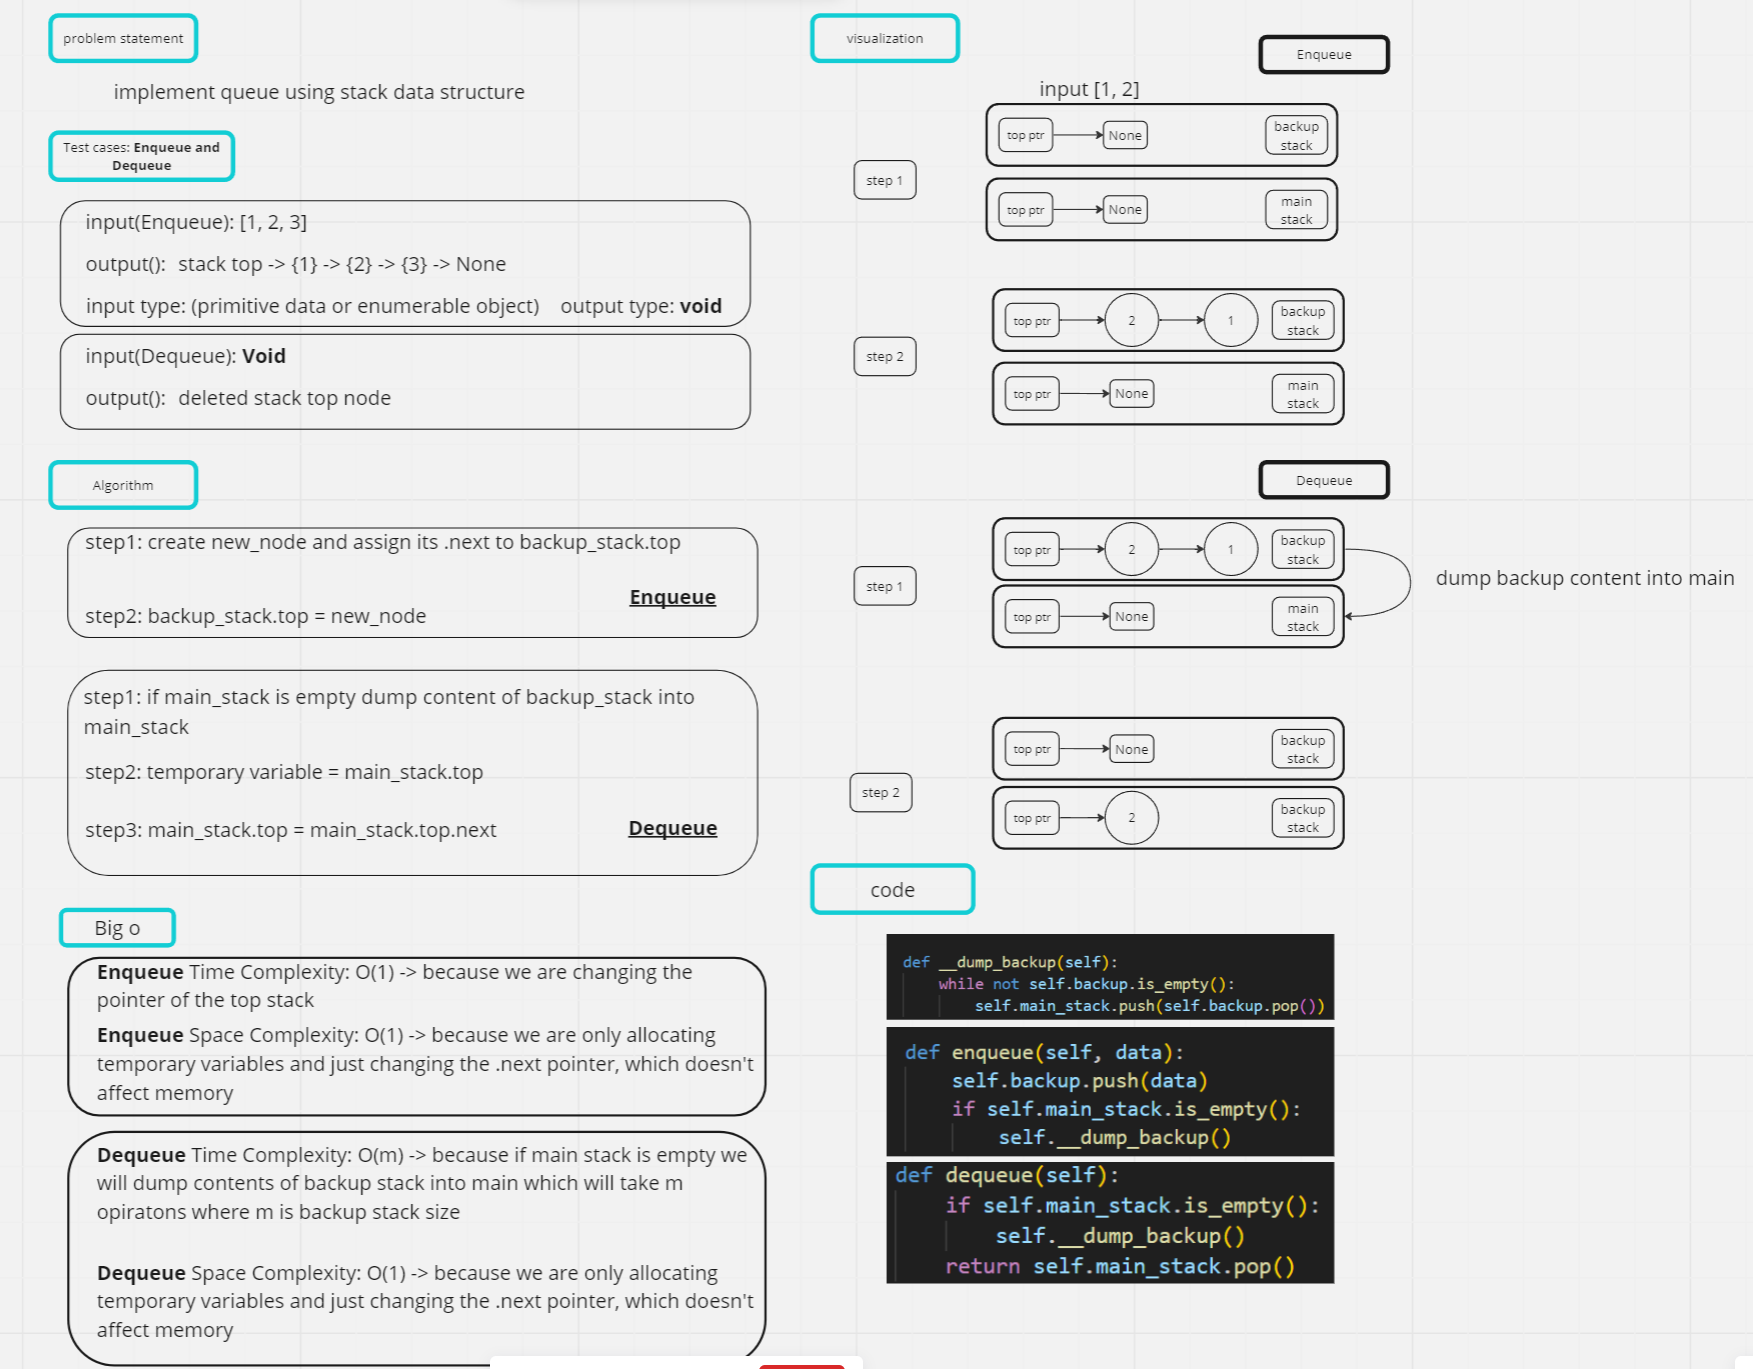 problem statement
implement queue using stack data structure
Test cases: Enqueue and
Dequeue
input(Enqueue): [1, 2, 3]
output():  stack top -> {1} -> {2} -> {3} -> None
input type: (primitive data or enumerable object)    output type: void
input(Dequeue): Void
output():  deleted stack top node
Algorithm
step1: create new_node and assign its .next to backup_stack.top
Enqueue
step2: backup_stack.top = new_node
step1: if main_stack is empty dump content of backup_stack into
main_stack
step2: temporary variable = main_stack.top
step3: main_stack.top = main_stack.top.next
Dequeue
Big o
Enqueue Time Complexity: O(1) -> because we are changing the
pointer of the top stack
Enqueue Space Complexity: O(1) -> because we are only allocating
temporary variables and just changing the .next pointer, which doesn't
affect memory
Dequeue Time Complexity: O(m) -> because if main stack is empty we
will dump contents of backup stack into main which will take m
opiratons where m is backup stack size
Dequeue Space Complexity: O(1) -> because we are only allocating
temporary variables and just changing the .next pointer, which doesn't
affect memory
visualization
Enqueue
input [1, 2]
step 1
top ptr
None
backup
stack
top ptr
None
main
stack
step 2
top ptr
2
1
backup
stack
top ptr
None
main
stack
Dequeue
step 1
top ptr
2
1
backup
stack
top ptr
None
main
stack
dump backup content into main
step 2
top ptr
None
backup
stack
top ptr
2
backup
stack
code
def __dump_backup(self):
while not self.backup.is_empty():
self.main_stack.push(self.backup.pop())
def enqueue(self, data):
self.backup.push(data)
if self.main_stack.is_empty():
self.__dump_backup()
def dequeue(self):
if self.main_stack.is_empty():
self.__dump_backup()
return self.main_stack.pop()